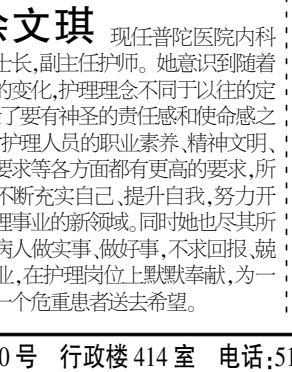 文琪 现任普陀医院内科
士长,副主任护师。她意识到随着
的变化,护理理念不同于以往的定
了要有神圣的责任感和使命感之
护理人员的职业素养、精神文明、
要求等各方面都有更高的要求,所
不断充实自己、提升自我,努力开
理事业的新领域。同时她也尽其所
病人做实事、做好事,不求回报、兢
业,在护理岗位上默默奉献,为一
一个危重患者送去希望。
0号 行政楼414室 电话:51